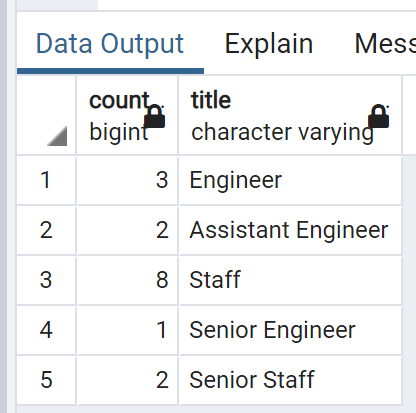 Data Output Explain Mess
count title
bigint character varying
1 3 Engineer
2 2 Assistant Engineer
3 8 Staff
4 1 Senior Engineer
5 2 Senior Staff